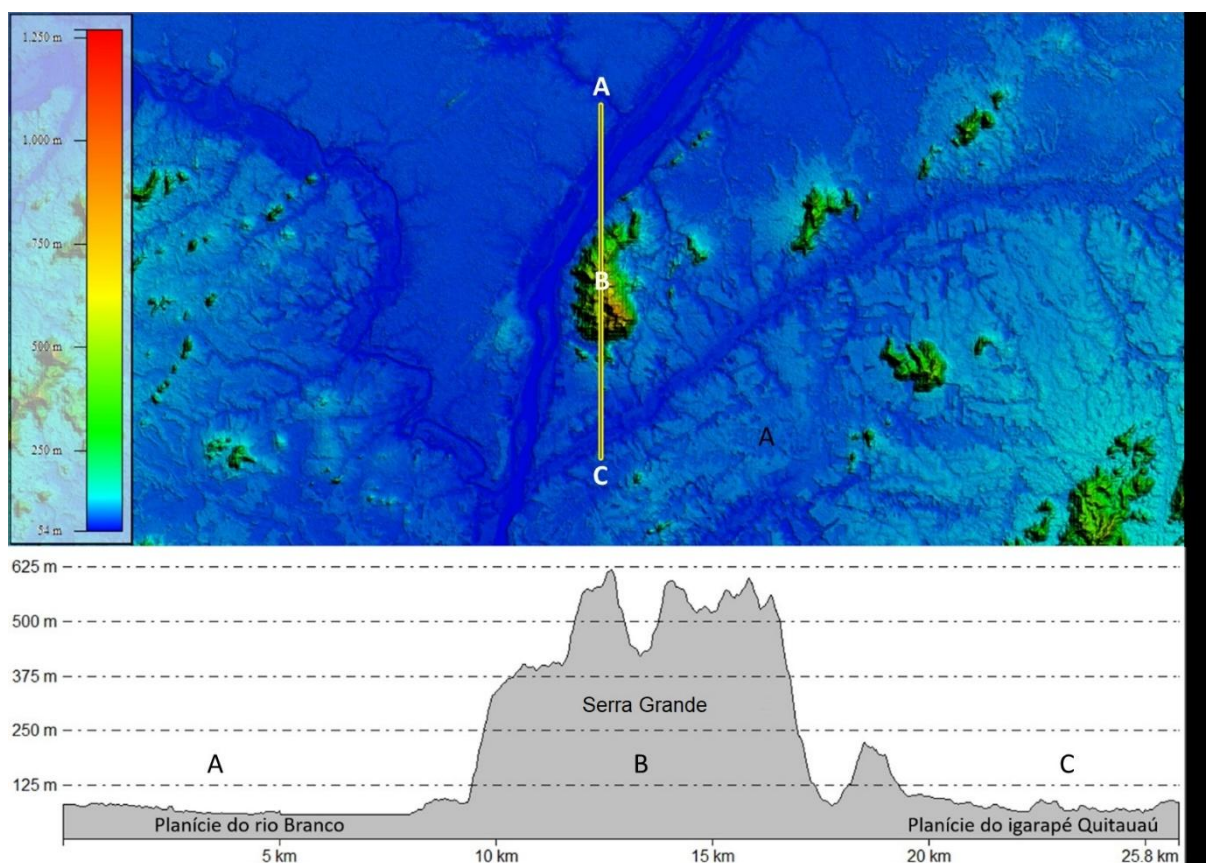 1,250 m
1,000 m
750 m
500 m
250 m
54 m
A
B
C
A
625 m
500 m
375 m
250 m
125 m
Serra Grande
A
B
C
Planície do rio Branco
Planície do igarapé Quitauaú
5 km
10 km
15 km
20 km
25.8 km